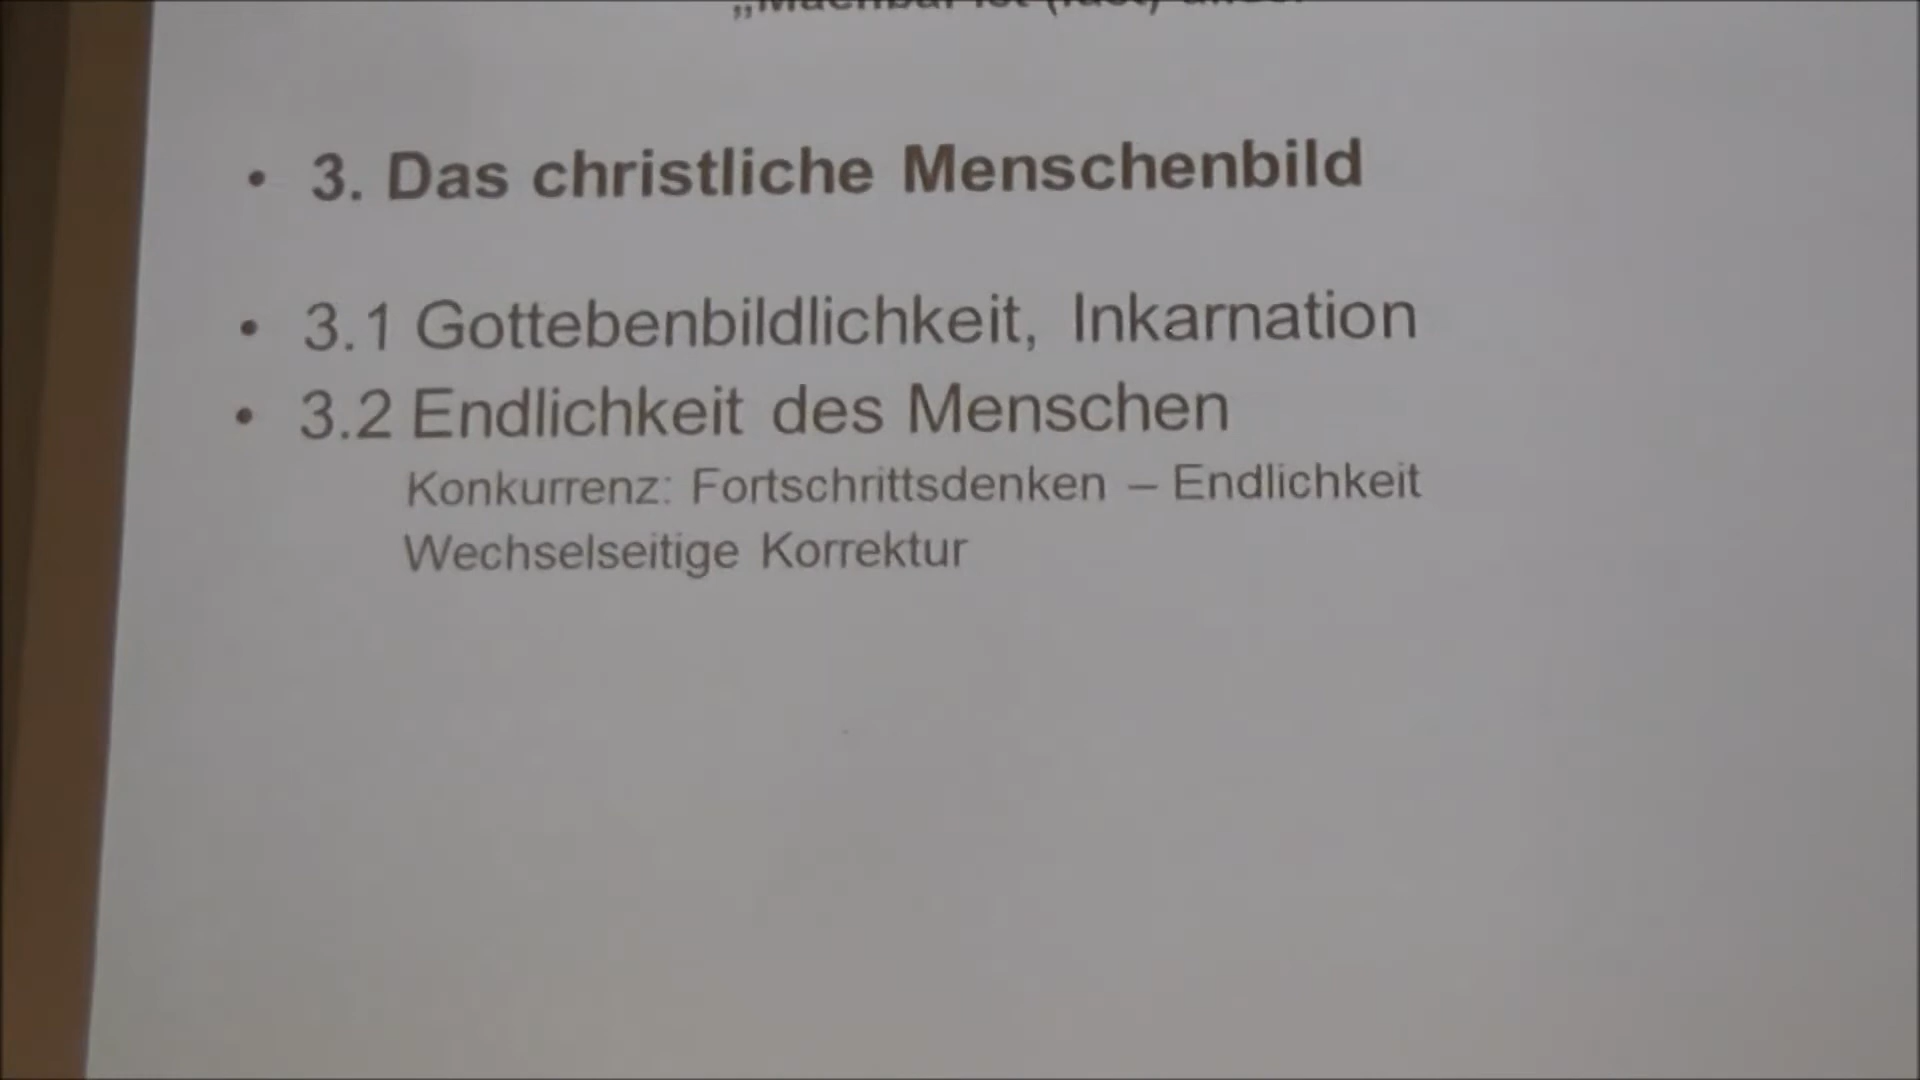 • 3. Das christliche Menschenbild
• 3.1 Gottebenbildlichkeit, Inkarnation
• 3.2 Endlichkeit des Menschen
Konkurrenz: Fortschrittsdenken – Endlichkeit
Wechselseitige Korrektur